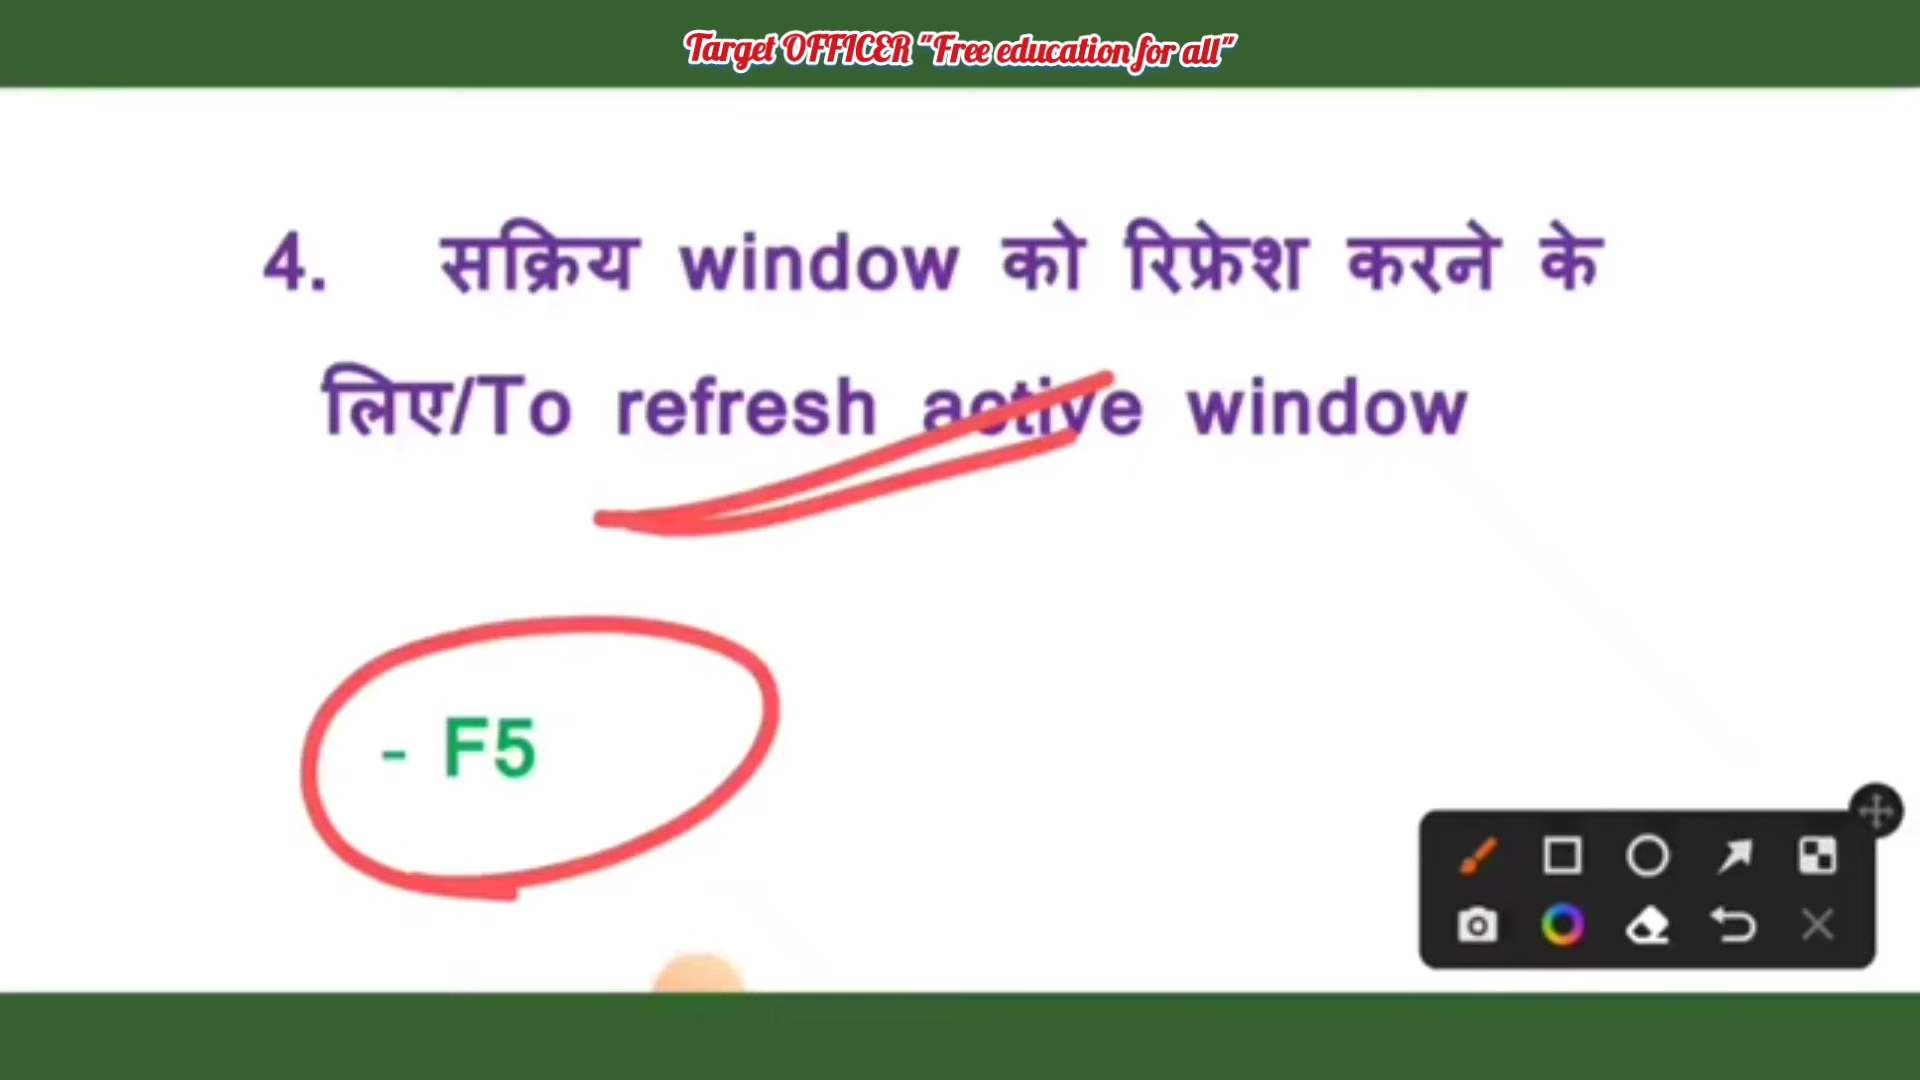 Target OFFICER "Free education for all"
4. सक्रिय window को रिफ्रेश करने के
लिए/To refresh active window
- F5